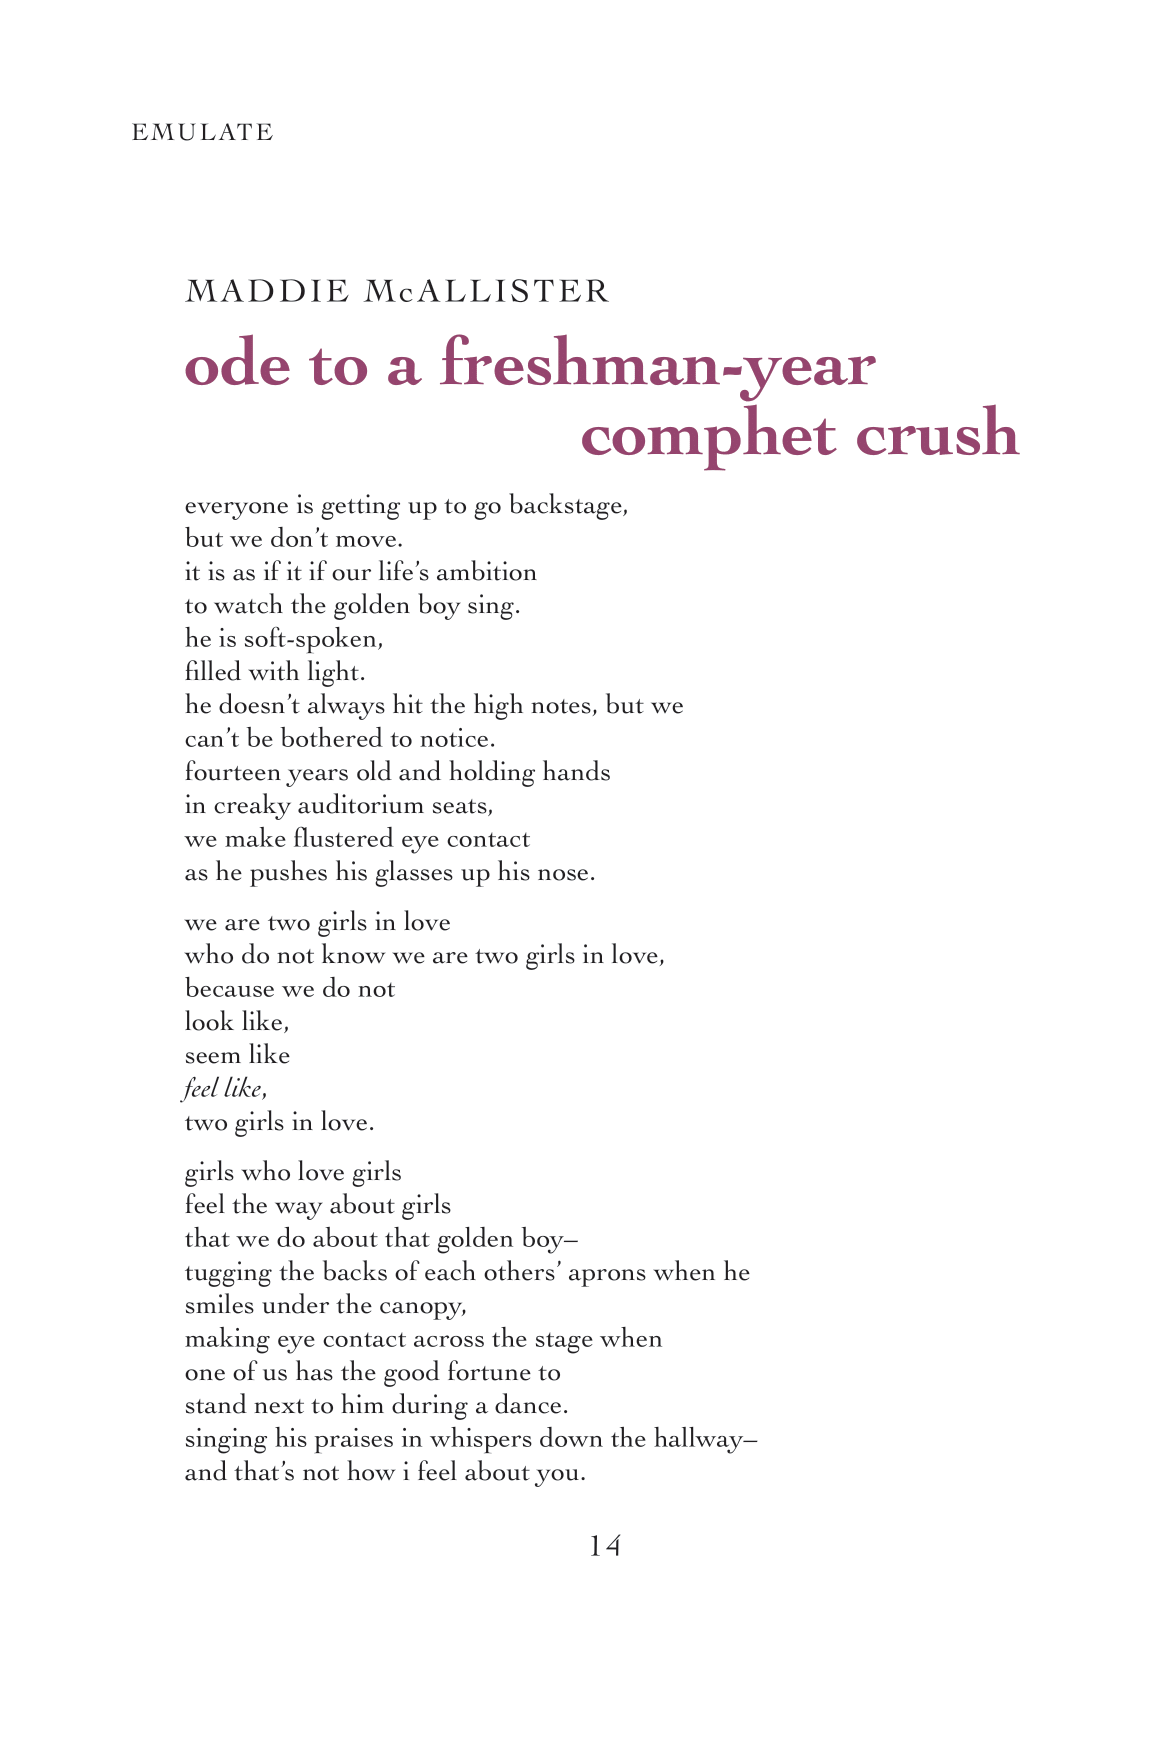 EMULATE
MADDIE McALLISTER
ode to a freshman-year
comphet crush
everyone is getting up to go backstage,
but we don’t move.
it is as if it if our life’s ambition
to watch the golden boy sing.
he is soft-spoken,
filled with light.
he doesn’t always hit the high notes, but we
can’t be bothered to notice.
fourteen years old and holding hands
in creaky auditorium seats,
we make flustered eye contact
as he pushes his glasses up his nose.
we are two girls in love
who do not know we are two girls in love,
because we do not
look like,
seem like
feel like,
two girls in love.
girls who love girls
feel the way about girls
that we do about that golden boy–
tugging the backs of each others’ aprons when he
smiles under the canopy,
making eye contact across the stage when
one of us has the good fortune to
stand next to him during a dance.
singing his praises in whispers down the hallway–
and that’s not how i feel about you.
14